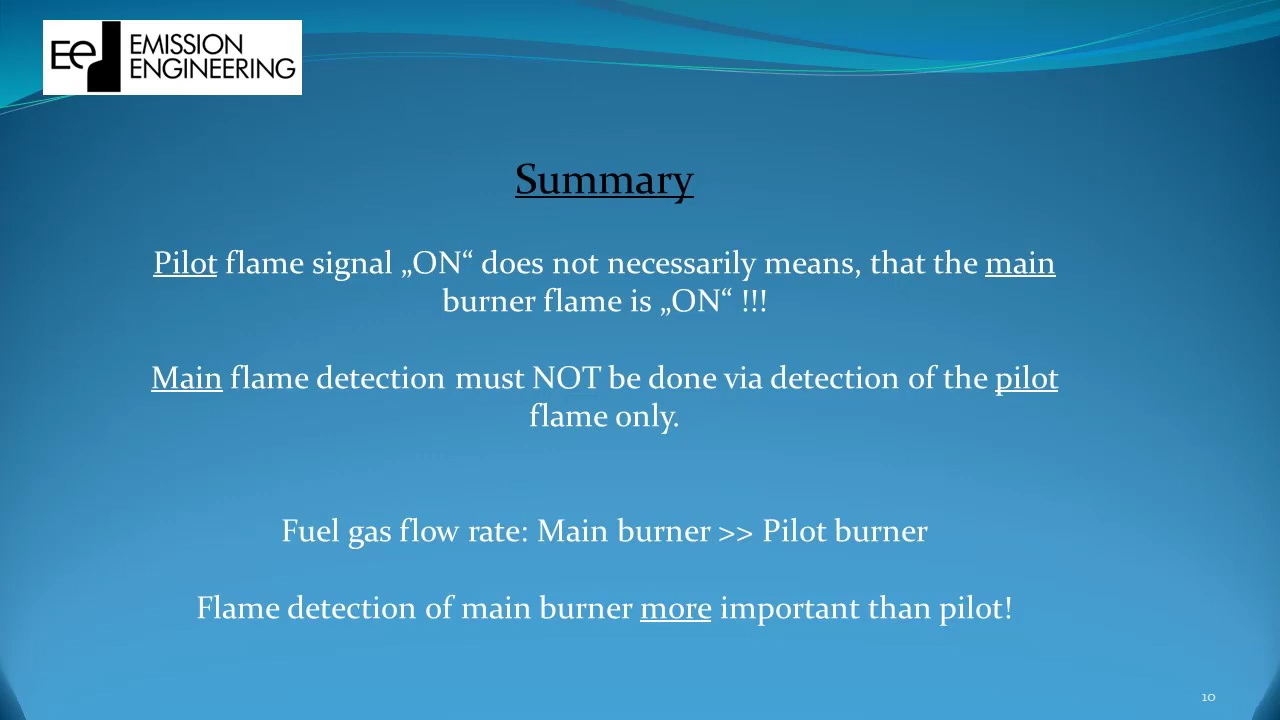 Ee EMISSION
ENGINEERING
Summary
Pilot flame signal „ON“ does not necessarily means, that the main
burner flame is „ON“ !!!
Main flame detection must NOT be done via detection of the pilot
flame only.
Fuel gas flow rate: Main burner >> Pilot burner
Flame detection of main burner more important than pilot!
10